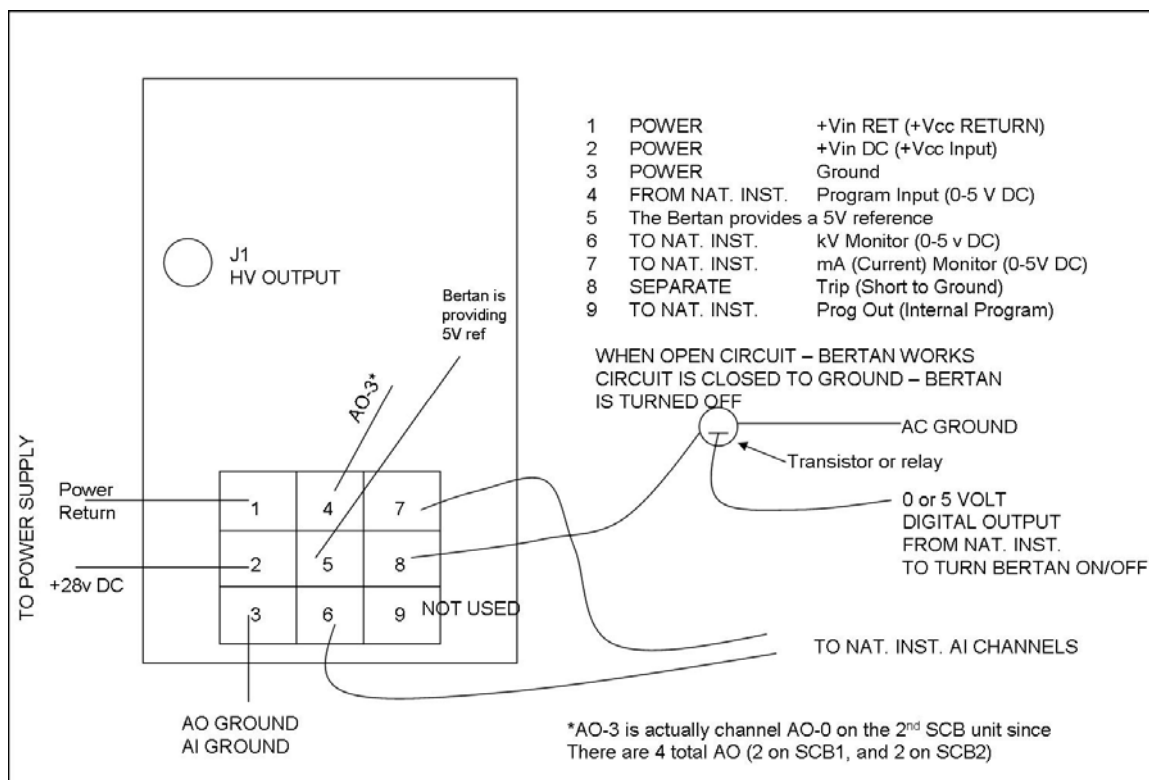 1 POWER +Vin RET (+Vcc RETURN)
2 POWER +Vin DC (+Vcc Input)
3 POWER Ground
4 FROM NAT. INST. Program Input (0-5 V DC)
5 The Bertan provides a 5V reference
6 TO NAT. INST. kV Monitor (0-5 v DC)
7 TO NAT. INST. mA (Current) Monitor (0-5V DC)
8 SEPARATE Trip (Short to Ground)
9 TO NAT. INST. Prog Out (Internal Program)
J1
HV OUTPUT
Bertan is
providing
5V ref
AO-3*
WHEN OPEN CIRCUIT – BERTAN WORKS
CIRCUIT IS CLOSED TO GROUND – BERTAN
IS TURNED OFF
AC GROUND
Transistor or relay
0 or 5 VOLT
DIGITAL OUTPUT
FROM NAT. INST.
TO TURN BERTAN ON/OFF
TO POWER SUPPLY
Power
Return
+28v DC
1 4 7
2 5 8
3 6 9
NOT USED
TO NAT. INST. AI CHANNELS
AO GROUND
AI GROUND
*AO-3 is actually channel AO-0 on the 2nd SCB unit since
There are 4 total AO (2 on SCB1, and 2 on SCB2)